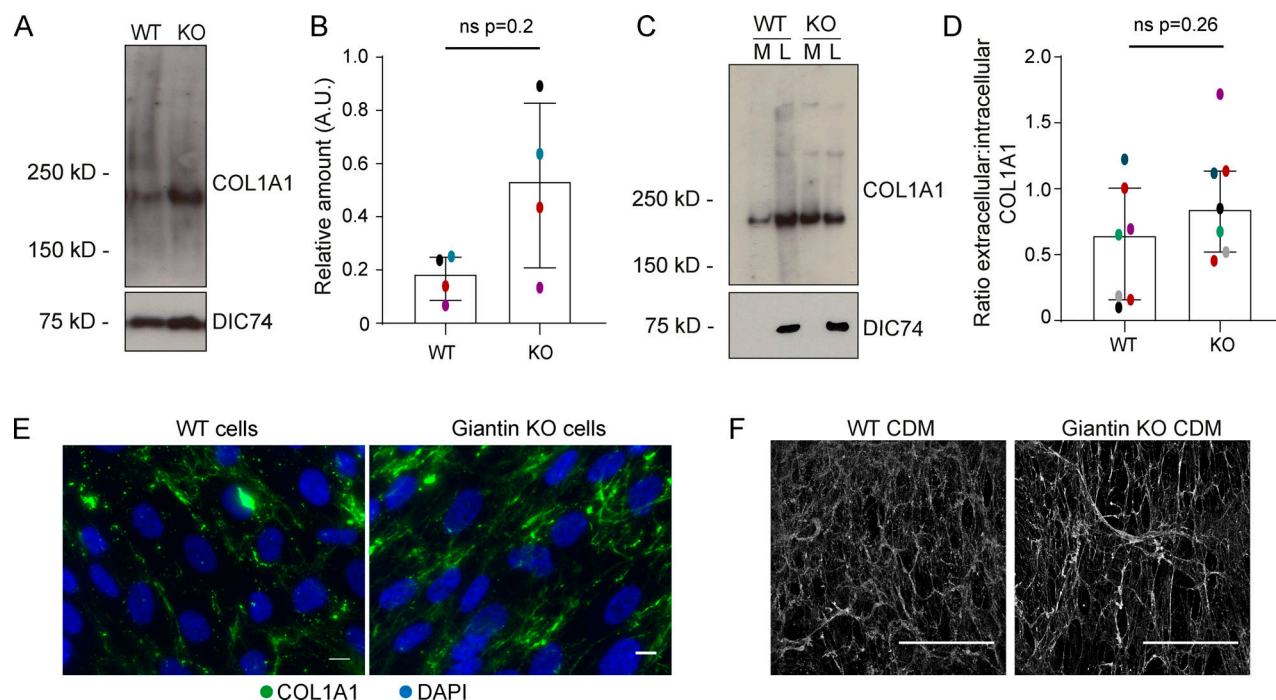 A
WT KO
250 kD -
COL1A1
150 kD -
75 kD -
DIC74
B
ns p=0.2
Relative amount (A.U.)
1.0
0.8
0.6
0.4
0.2
0
WT
KO
C
WT KO
M L M L
250 kD -
COL1A1
150 kD -
75 kD -
DIC74
D
ns p=0.26
Ratio extracellular:intracellular
COL1A1
2.0
1.5
1.0
0.5
0
WT
KO
E
WT cells
Giantin KO cells
COL1A1
DAPI
F
WT CDM
Giantin KO CDM